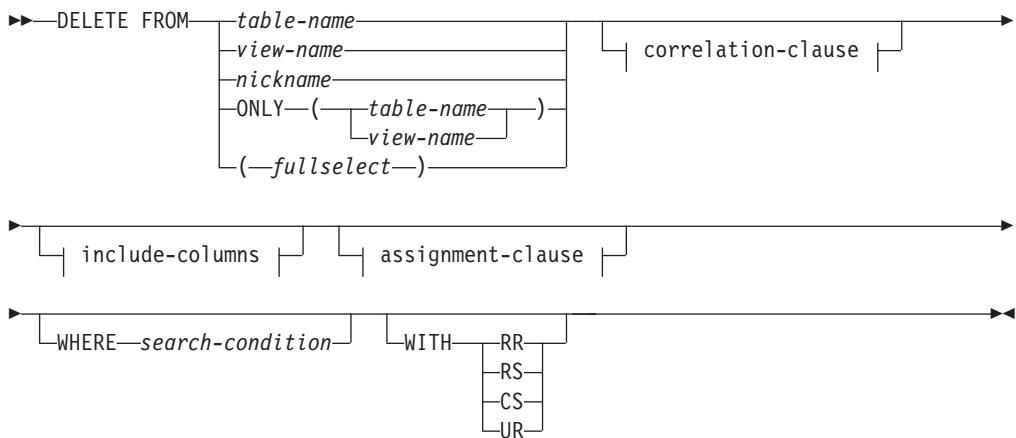 DELETE FROM table-name correlation-clause
view-name
nickname
ONLY ( table-name )
view-name
( fullselect )
include-columns assignment-clause
WHERE search-condition WITH RR
RS
CS
UR